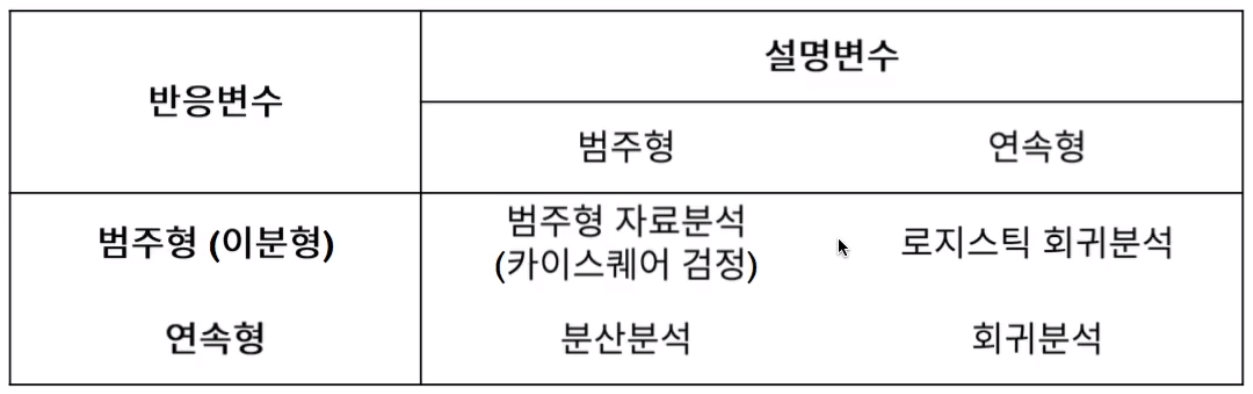 반응변수
설명변수
범주형
연속형
범주형 (이분형)
범주형 자료분석
(카이스퀘어 검정)
로지스틱 회귀분석
연속형
분산분석
회귀분석